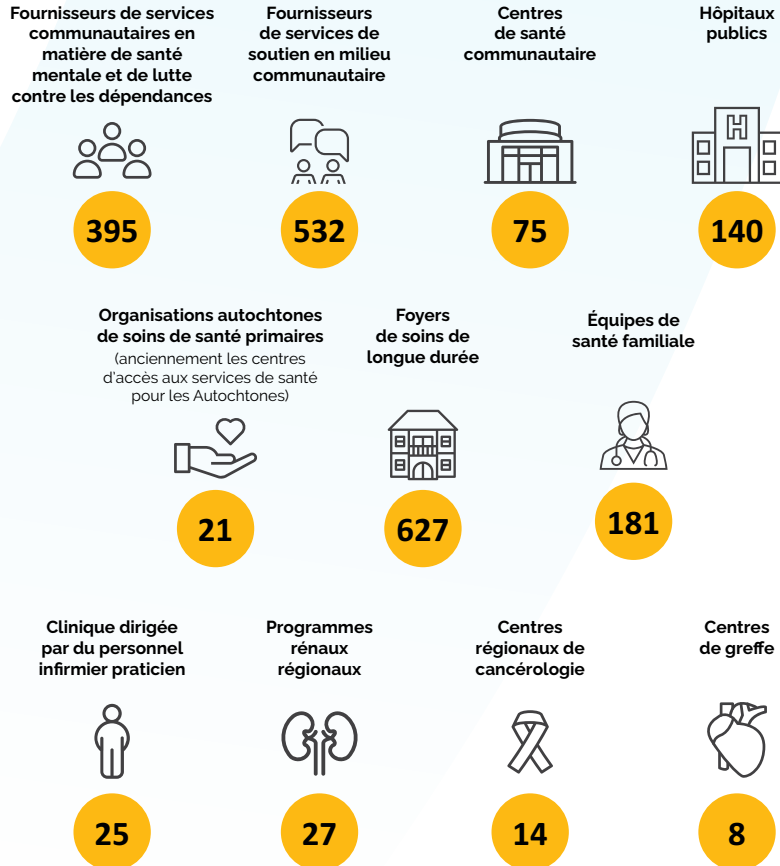 Fournisseurs de services
communautaires en
matière de santé
mentale et de lutte
contre les dépendances
395
Fournisseurs
de services de
soutien en milieu
communautaire
532
Centres
de santé
communautaire
75
Hôpitaux
publics
H
140
Organisations autochtones
de soins de santé primaires
(anciennement les centres
d'accès aux services de santé
pour les Autochtones)
21
Foyers
de soins de
longue durée
627
Équipes de
santé familiale
181
Clinique dirigée
par du personnel
infirmier praticien
25
Programmes
rénaux
régionaux
27
Centres
régionaux de
cancérologie
14
Centres
de greffe
8